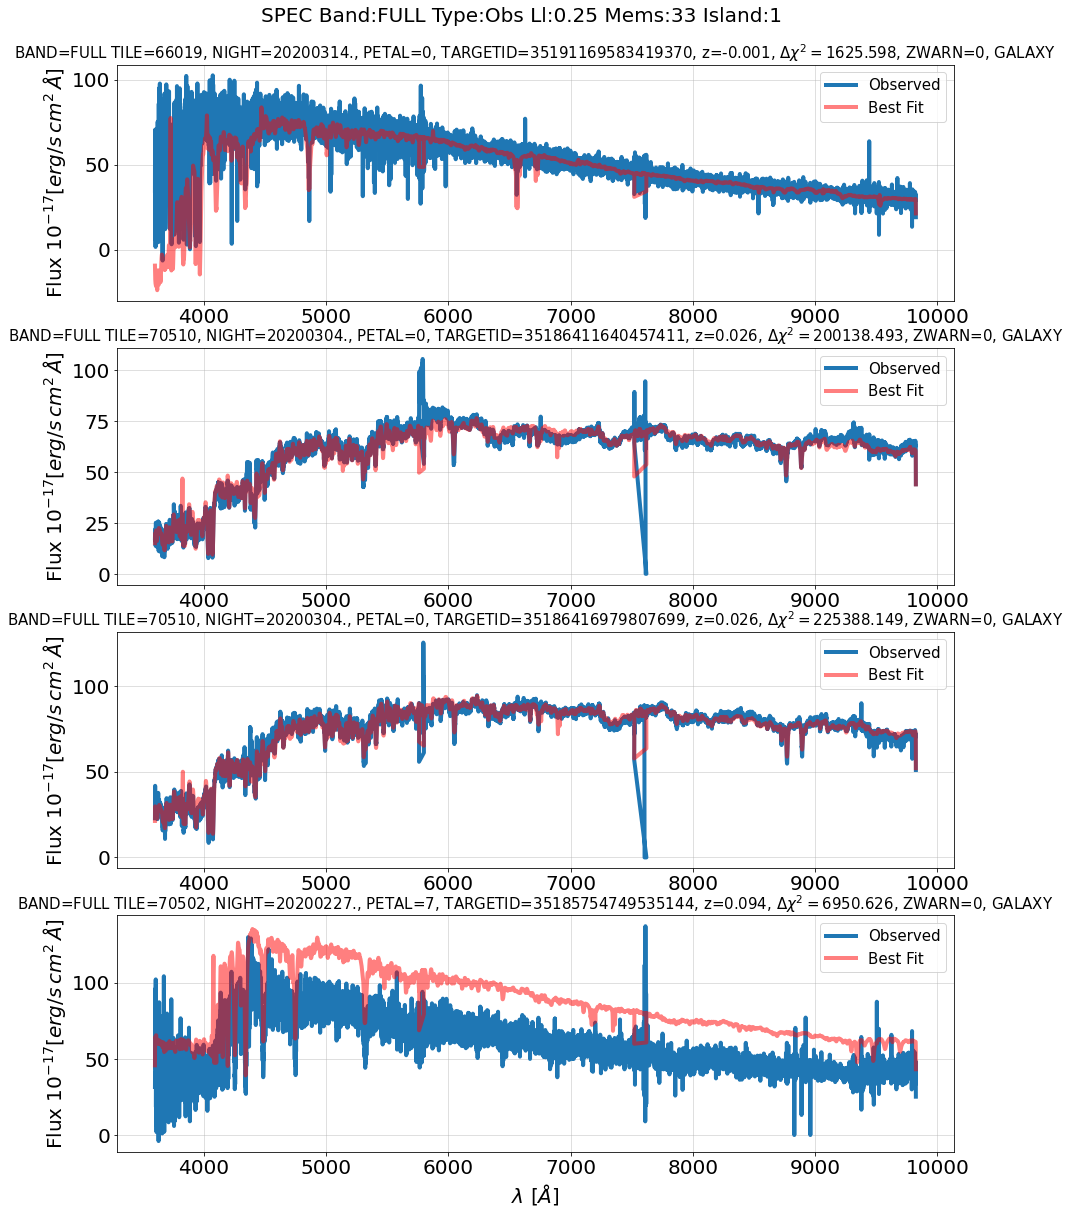 SPEC Band:FULL Type:Obs Ll:0.25 Mems:33 Island:1
BAND=FULL TILE=66019, NIGHT=20200314., PETAL=0, TARGETID=35191169583419370, z=-0.001, Δχ² = 1625.598, ZWARN=0, GALAXY
Flux 10⁻¹⁷[erg/s cm² Å]
100
50
0
Observed
Best Fit
4000 5000 6000 7000 8000 9000 10000
BAND=FULL TILE=70510, NIGHT=20200304., PETAL=0, TARGETID=35186411640457411, z=0.026, Δχ² = 200138.493, ZWARN=0, GALAXY
Flux 10⁻¹⁷[erg/s cm² Å]
100
75
50
25
0
Observed
Best Fit
4000 5000 6000 7000 8000 9000 10000
BAND=FULL TILE=70510, NIGHT=20200304., PETAL=0, TARGETID=35186416979807699, z=0.026, Δχ² = 225388.149, ZWARN=0, GALAXY
Flux 10⁻¹⁷[erg/s cm² Å]
100
50
0
Observed
Best Fit
4000 5000 6000 7000 8000 9000 10000
BAND=FULL TILE=70502, NIGHT=20200227., PETAL=7, TARGETID=35185754749535144, z=0.094, Δχ² = 6950.626, ZWARN=0, GALAXY
Flux 10⁻¹⁷[erg/s cm² Å]
100
50
0
Observed
Best Fit
4000 5000 6000 7000 8000 9000 10000
λ [Å]